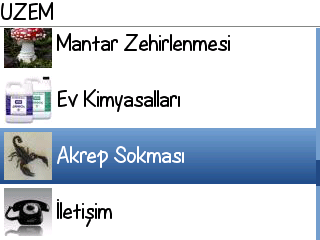 UZEM
Mantar Zehirlenmesi
Ev Kimyasalları
Akrep Sokması
İletişim